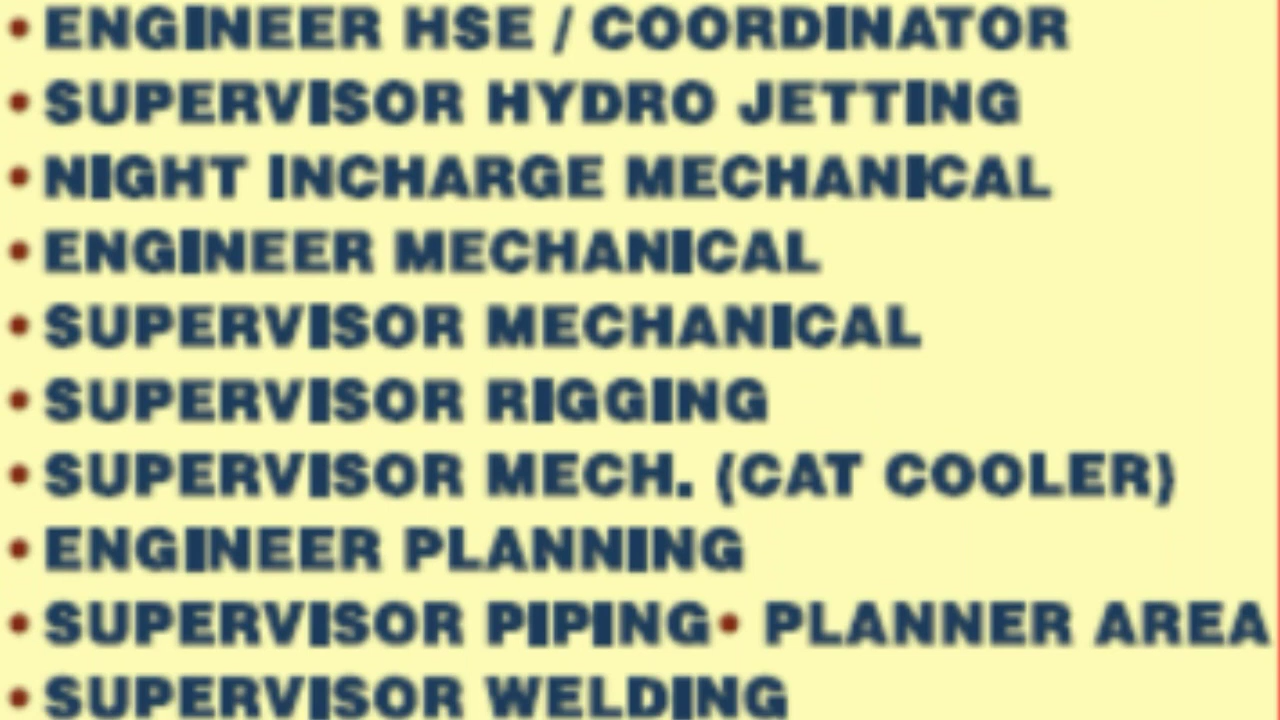 • ENGINEER HSE / COORDINATOR
• SUPERVISOR HYDRO JETTING
• NIGHT INCHARGE MECHANICAL
• ENGINEER MECHANICAL
• SUPERVISOR MECHANICAL
• SUPERVISOR RIGGING
• SUPERVISOR MECH. (CAT COOLER)
• ENGINEER PLANNING
• SUPERVISOR PIPING • PLANNER AREA
• SUPERVISOR WELDING